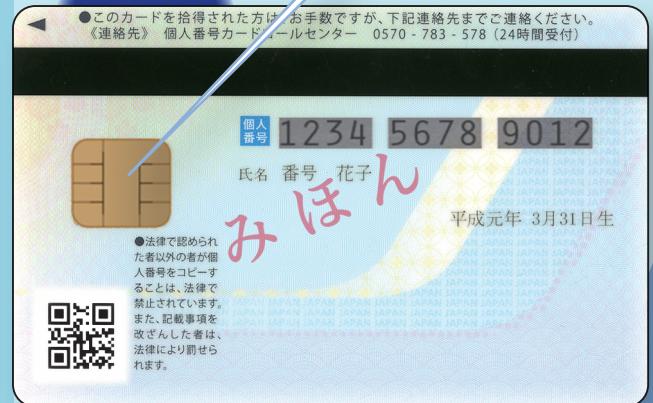 ●このカードを拾得された方は、お手数ですが、下記連絡先までご連絡ください。
《連絡先》 個人番号カードコールセンター 0570-783-578（24時間受付）
個人番号 1234 5678 9012
氏名 番号 花子
平成元年 3月31日生
みほん
●法律で認められ
た者以外の者が個
人番号をコピーす
ることは、法律で
禁止されています。
また、記載事項を
改ざんした者は、
法律により罰せら
れます。
JAPAN JAPAN JAPAN JAPAN JAPAN